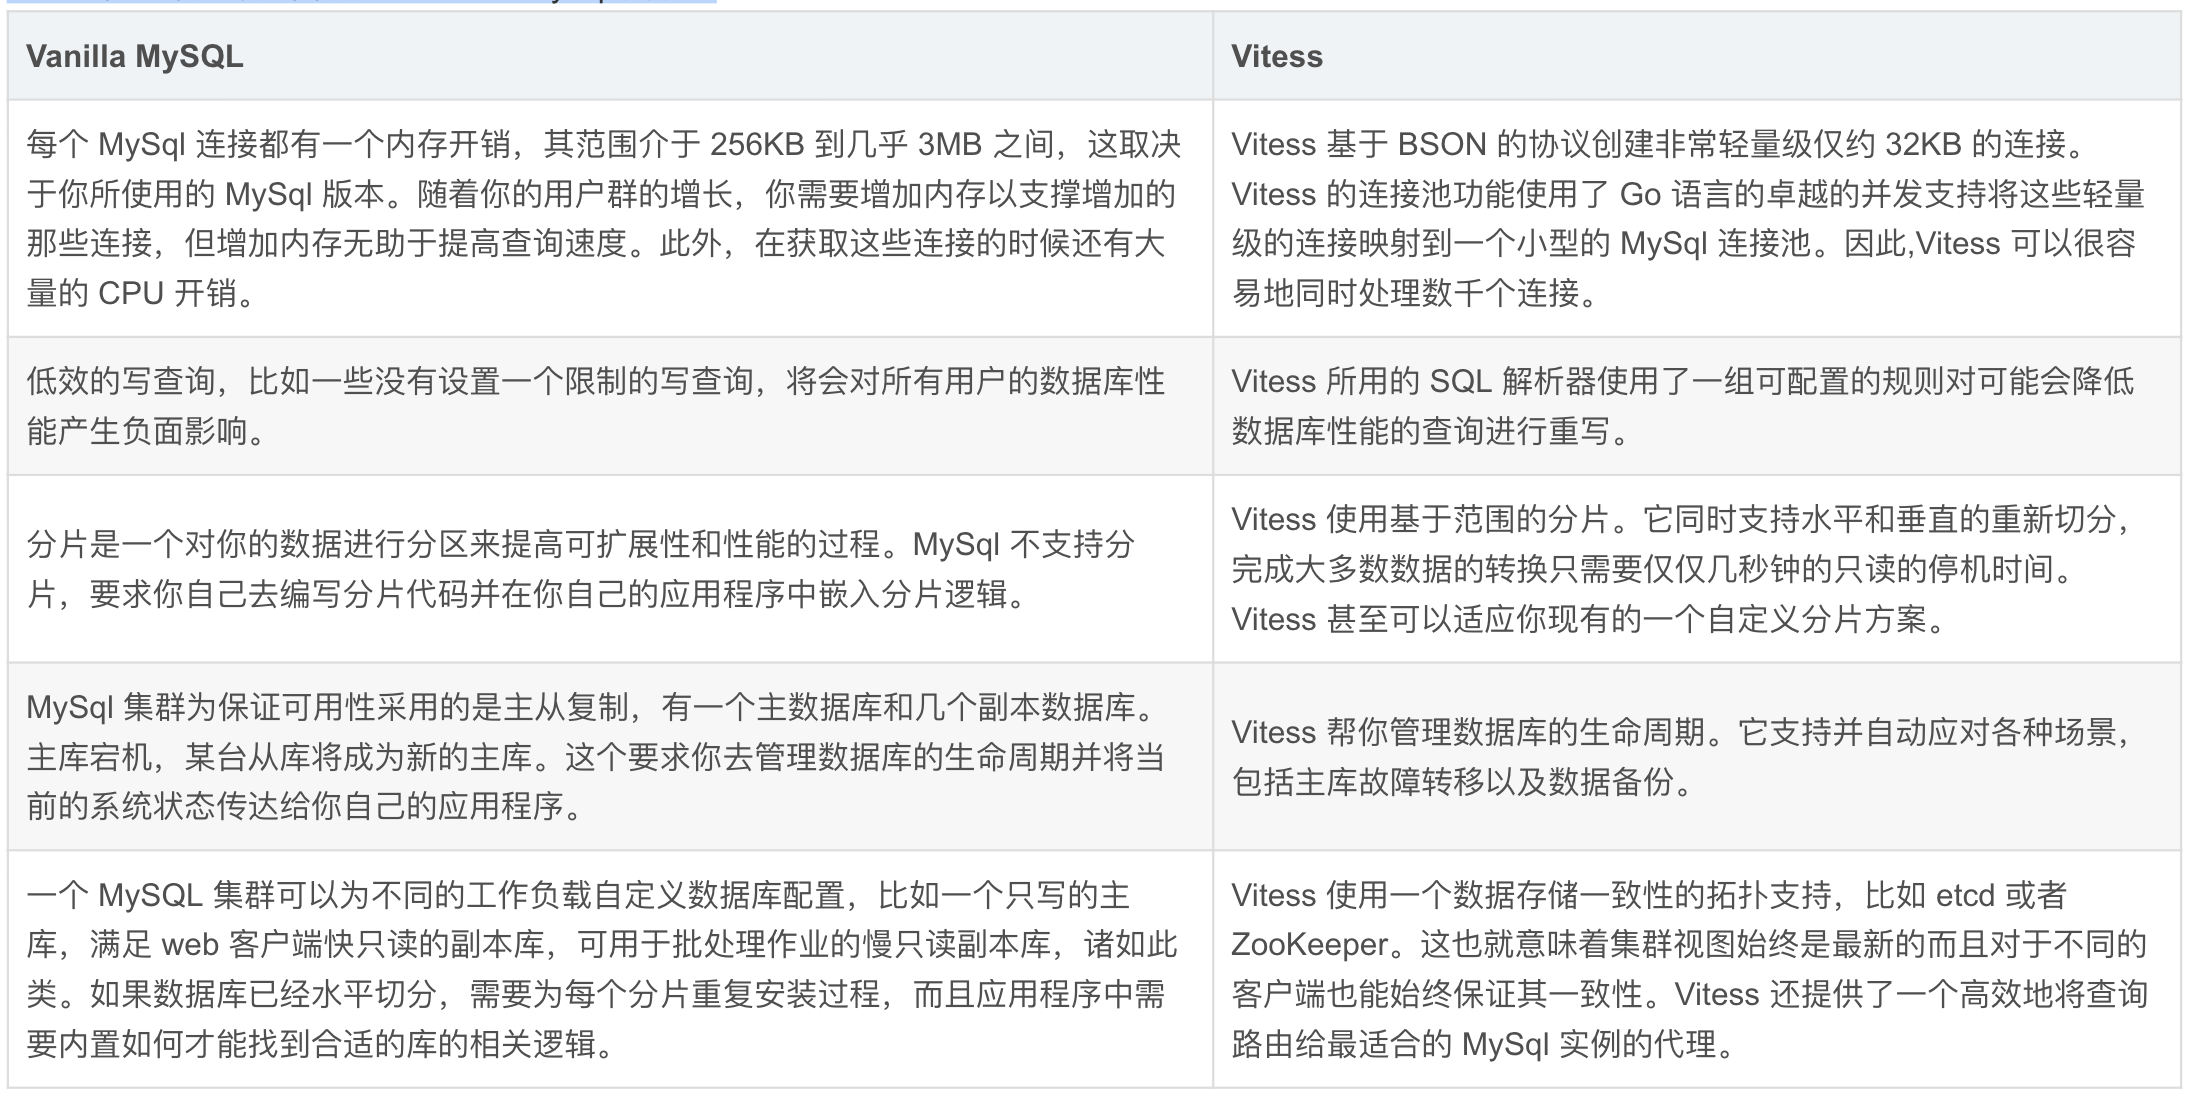 Vanilla MySQL
Vitess
每个 MySql 连接都有一个内存开销，其范围介于 256KB 到几乎 3MB 之间，这取决
于你所使用的 MySql 版本。随着你的用户群的增长，你需要增加内存以支撑增加的
那些连接，但增加内存无助于提高查询速度。此外，在获取这些连接的时候还有大
量的 CPU 开销。
Vitess 基于 BSON 的协议创建非常轻量级仅约 32KB 的连接。
Vitess 的连接池功能使用了 Go 语言的卓越的并发支持将这些轻量
级的连接映射到一个小型的 MySql 连接池。因此,Vitess 可以很容
易地同时处理数千个连接。
低效的写查询，比如一些没有设置一个限制的写查询，将会对所有用户的数据库性
能产生负面影响。
Vitess 所用的 SQL 解析器使用了一组可配置的规则对可能会降低
数据库性能的查询进行重写。
分片是一个对你的数据进行分区来提高可扩展性和性能的过程。MySql 不支持分
片，要求你自己去编写分片代码并在你自己的应用程序中嵌入分片逻辑。
Vitess 使用基于范围的分片。它同时支持水平和垂直的重新切分，
完成大多数数据的转换只需要仅仅几秒钟的只读的停机时间。
Vitess 甚至可以适应你现有的一个自定义分片方案。
MySql 集群为保证可用性采用的是主从复制，有一个主数据库和几个副本数据库。
主库宕机，某台从库将成为新的主库。这个要求你去管理数据库的生命周期并将当
前的系统状态传达给你自己的应用程序。
Vitess 帮你管理数据库的生命周期。它支持并自动应对各种场景，
包括主库故障转移以及数据备份。
一个 MySQL 集群可以为不同的工作负载自定义数据库配置，比如一个只写的主
库，满足 web 客户端快只读的副本库，可用于批处理作业的慢只读副本库，诸如此
类。如果数据库已经水平切分，需要为每个分片重复安装过程，而且应用程序中需
要内置如何才能找到合适的库的相关逻辑。
Vitess 使用一个数据存储一致性的拓扑支持，比如 etcd 或者
ZooKeeper。这也就意味着集群视图始终是最新的而且对于不同的
客户端也能始终保证其一致性。Vitess 还提供了一个高效地将查询
路由给最适合的 MySql 实例的代理。